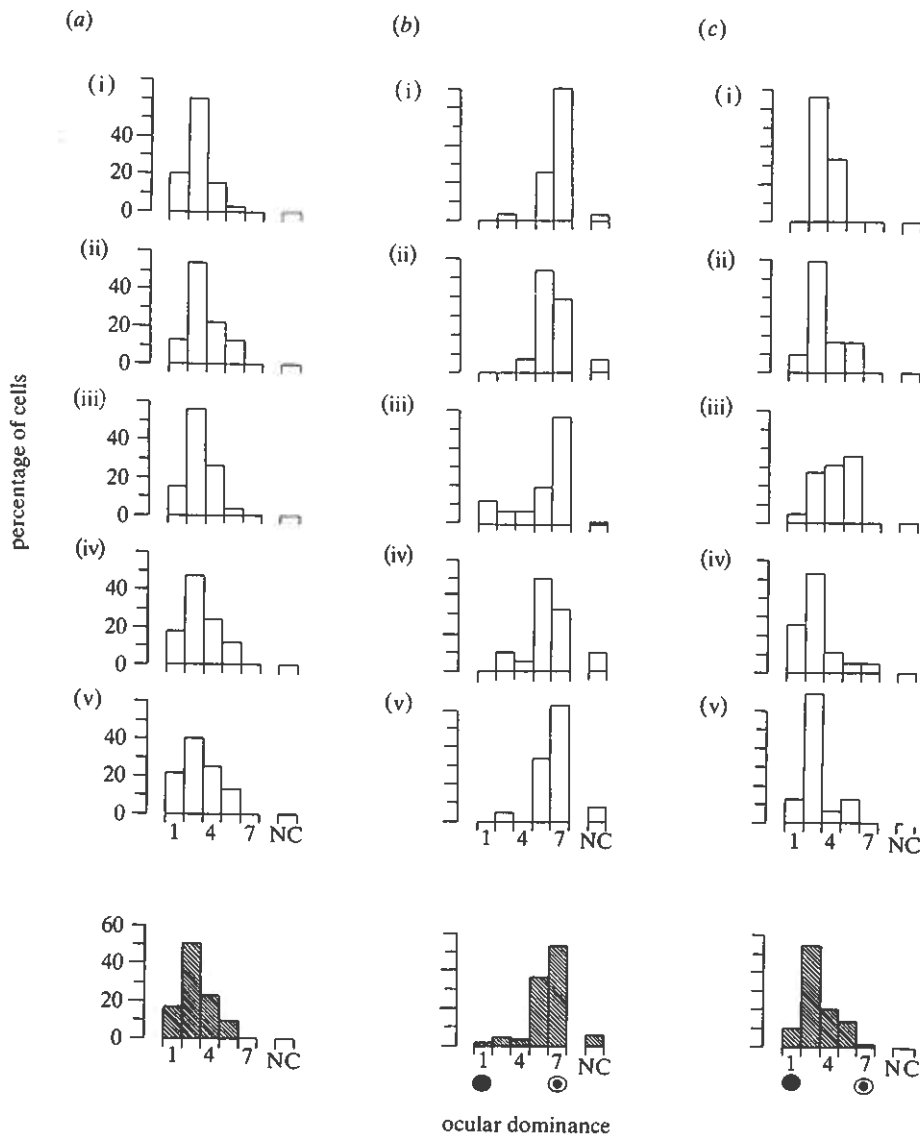 (a) (b) (c)
(i) (i) (i)
40
20
0
(ii) (ii) (ii)
40
20
0
(iii) (iii) (iii)
40
20
0
(iv) (iv) (iv)
40
20
0
(v) (v) (v)
40
20
0
1 4 7 NC 1 4 7 NC 1 4 7 NC
60
40
20
0
1 4 7 NC 1 4 7 NC 1 4 7 NC
percentage of cells
ocular dominance